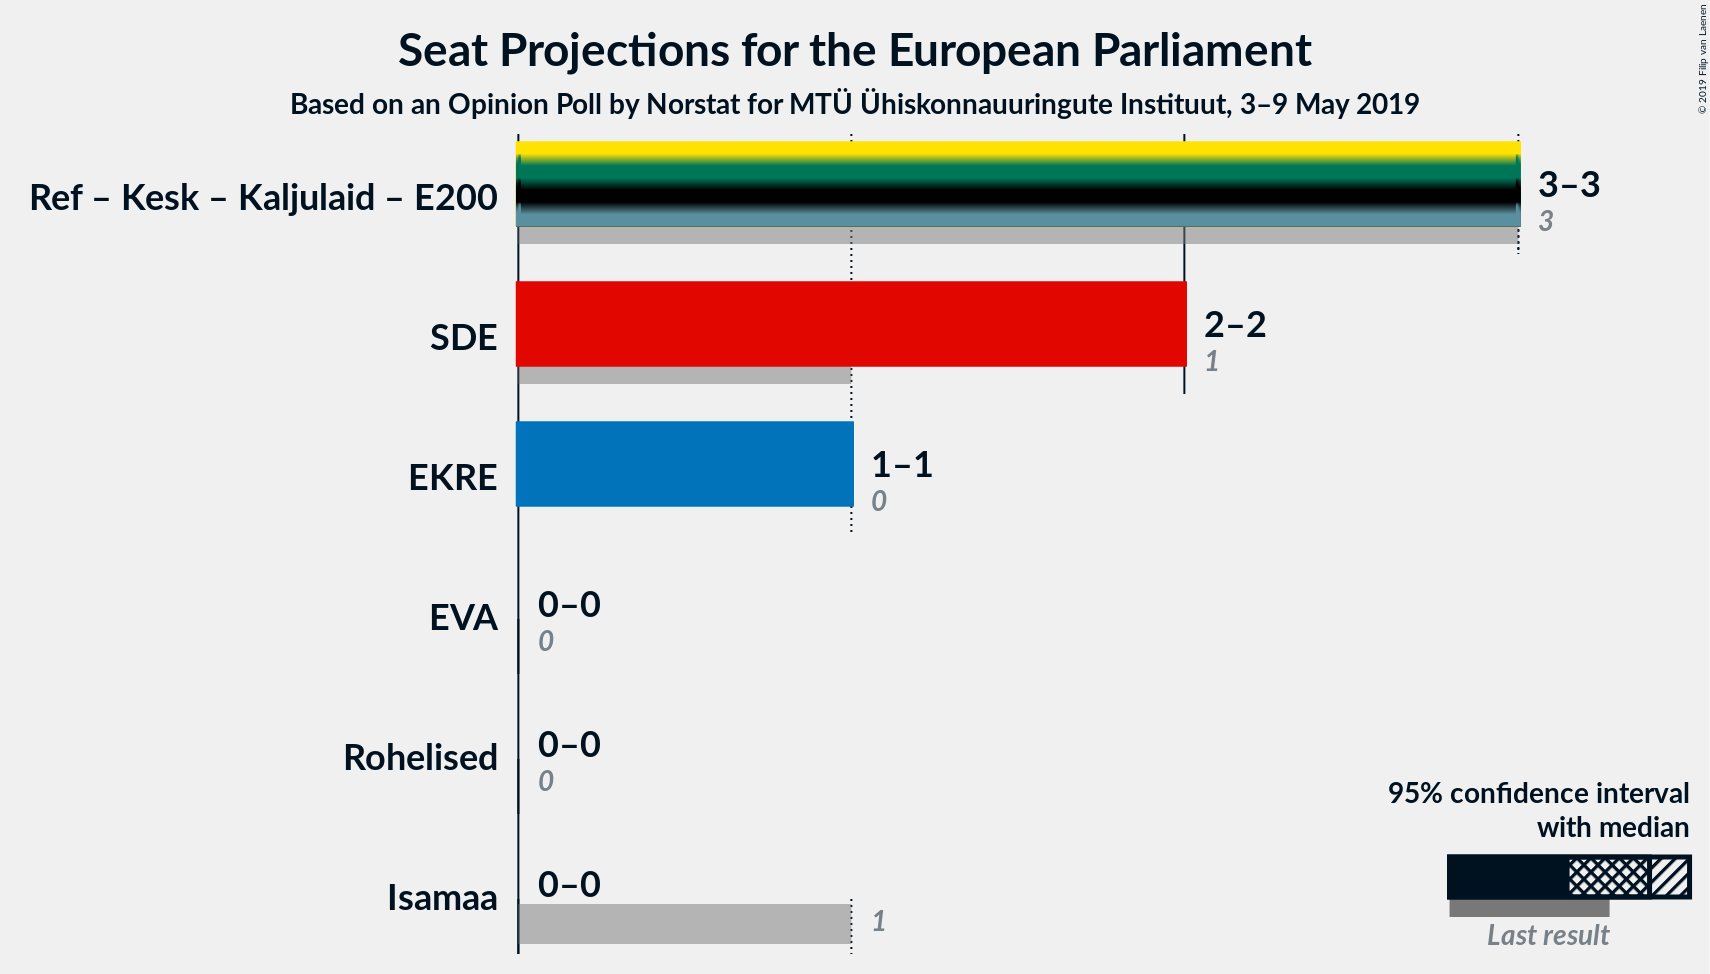 Seat Projections for the European Parliament
Based on an Opinion Poll by Norstat for MTÜ Ühiskonnauuringute Instituut, 3–9 May 2019
© 2019 Filip van Laenen
Ref – Kesk – Kaljulaid – E200
3–3
3
SDE
2–2
1
EKRE
1–1
0
EVA
0–0
0
Rohelised
0–0
0
Isamaa
0–0
1
95% confidence interval
with median
Last result